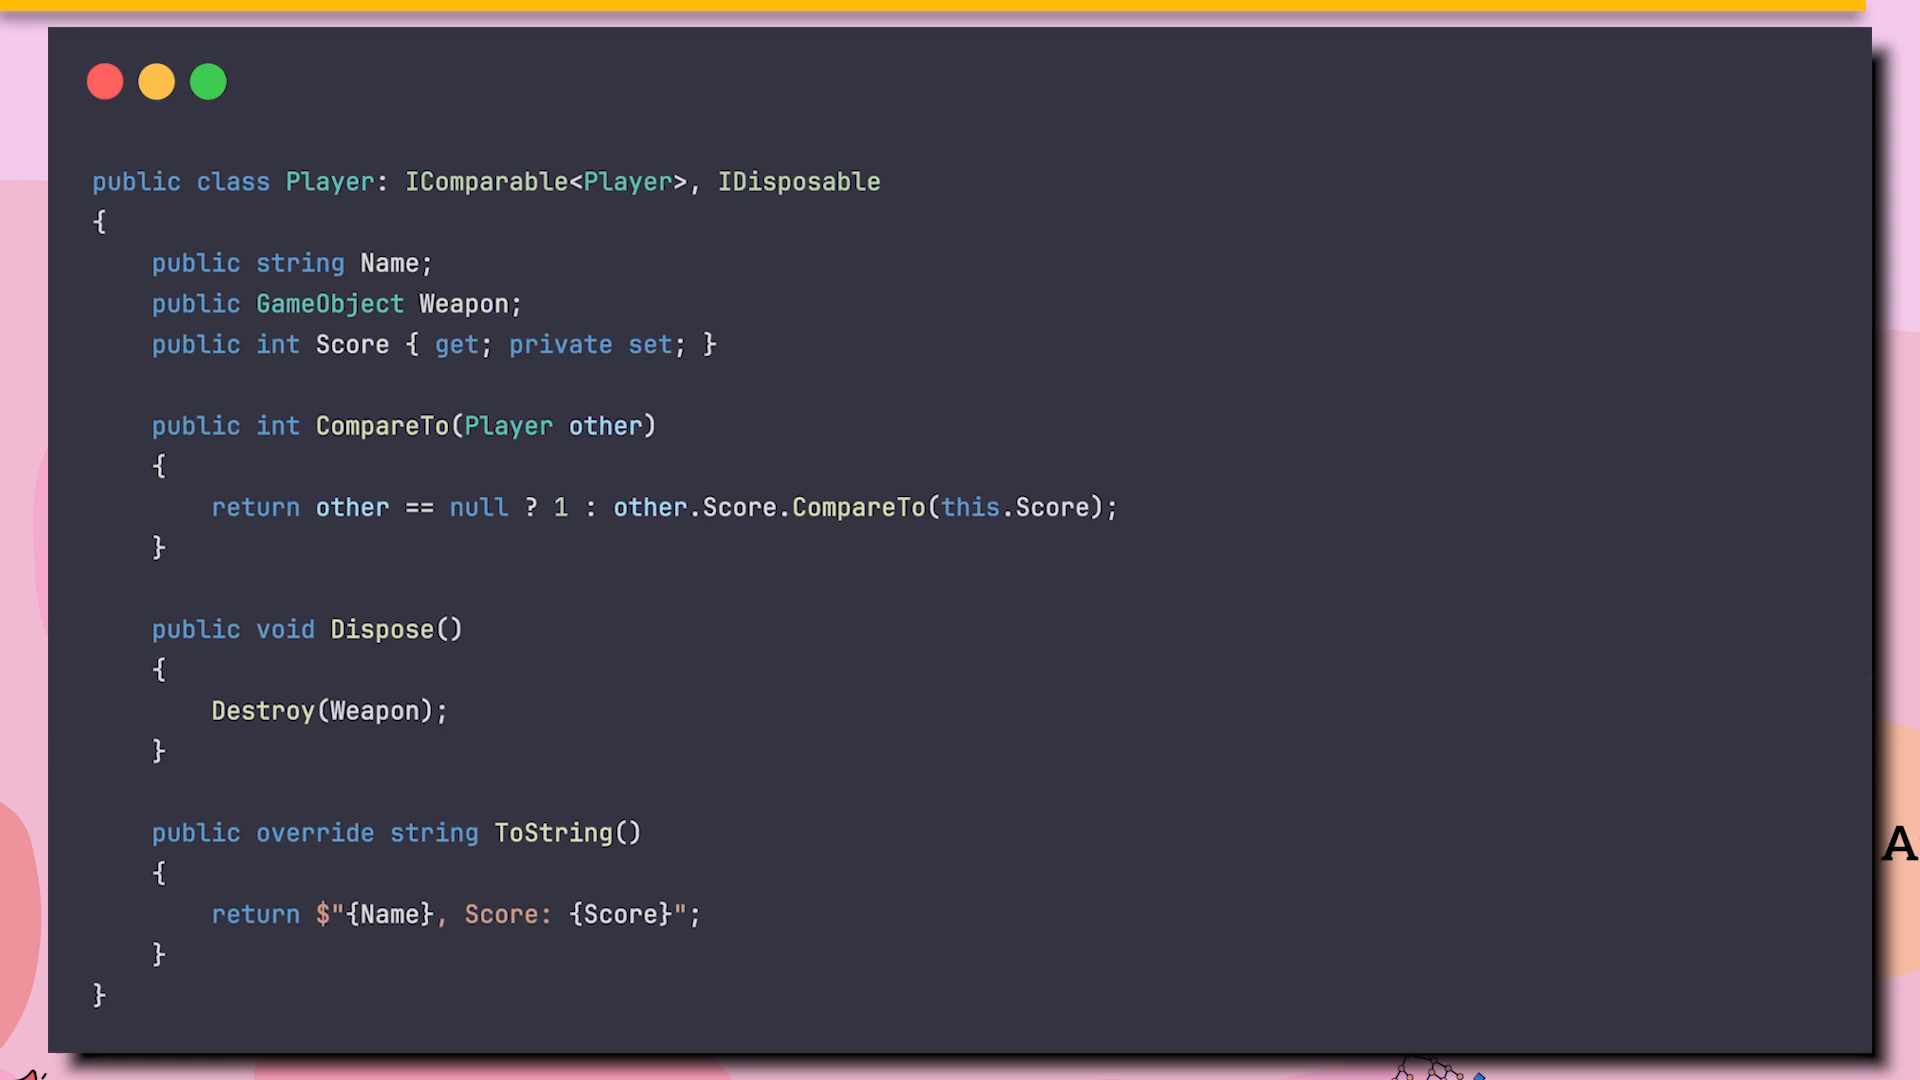 public class Player: IComparable<Player>, IDisposable
{
    public string Name;
    public GameObject Weapon;
    public int Score { get; private set; }
    public int CompareTo(Player other)
    {
        return other == null ? 1 : other.Score.CompareTo(this.Score);
    }
    public void Dispose()
    {
        Destroy(Weapon);
    }
    public override string ToString()
    {
        return $"{Name}, Score: {Score}";
    }
}
A